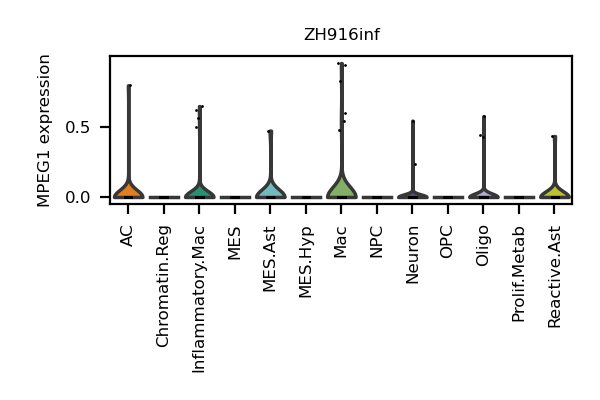 ZH916inf
MPEG1 expression
0.5
0.0
AC
Chromatin.Reg
Inflammatory.Mac
MES
MES.Ast
MES.Hyp
Mac
NPC
Neuron
OPC
Oligo
Prolif.Metab
Reactive.Ast